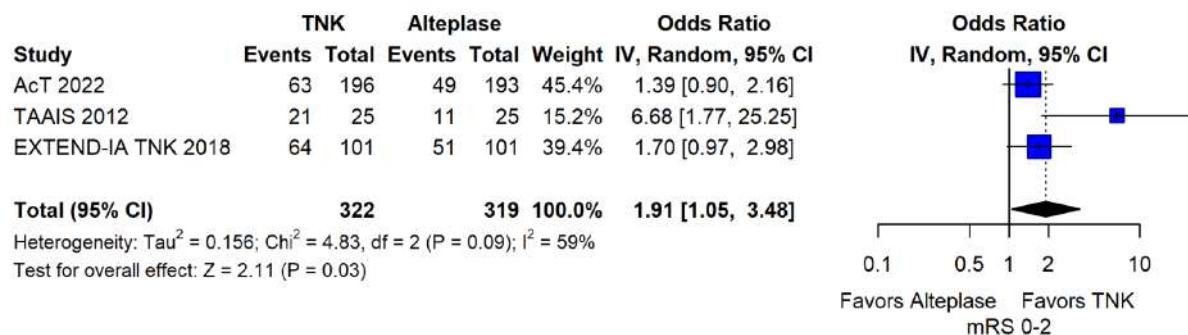 TNK Alteplase Odds Ratio Odds Ratio
Study Events Total Events Total Weight IV, Random, 95% CI IV, Random, 95% CI
AcT 2022 63 196 49 193 45.4% 1.39 [0.90, 2.16]
TAAIS 2012 21 25 11 25 15.2% 6.68 [1.77, 25.25]
EXTEND-IA TNK 2018 64 101 51 101 39.4% 1.70 [0.97, 2.98]
Total (95% CI) 322 319 100.0% 1.91 [1.05, 3.48]
Heterogeneity: Tau² = 0.156; Chi² = 4.83, df = 2 (P = 0.09); I² = 59%
Test for overall effect: Z = 2.11 (P = 0.03)
0.1 0.5 1 2 10
Favors Alteplase Favors TNK
mRS 0-2